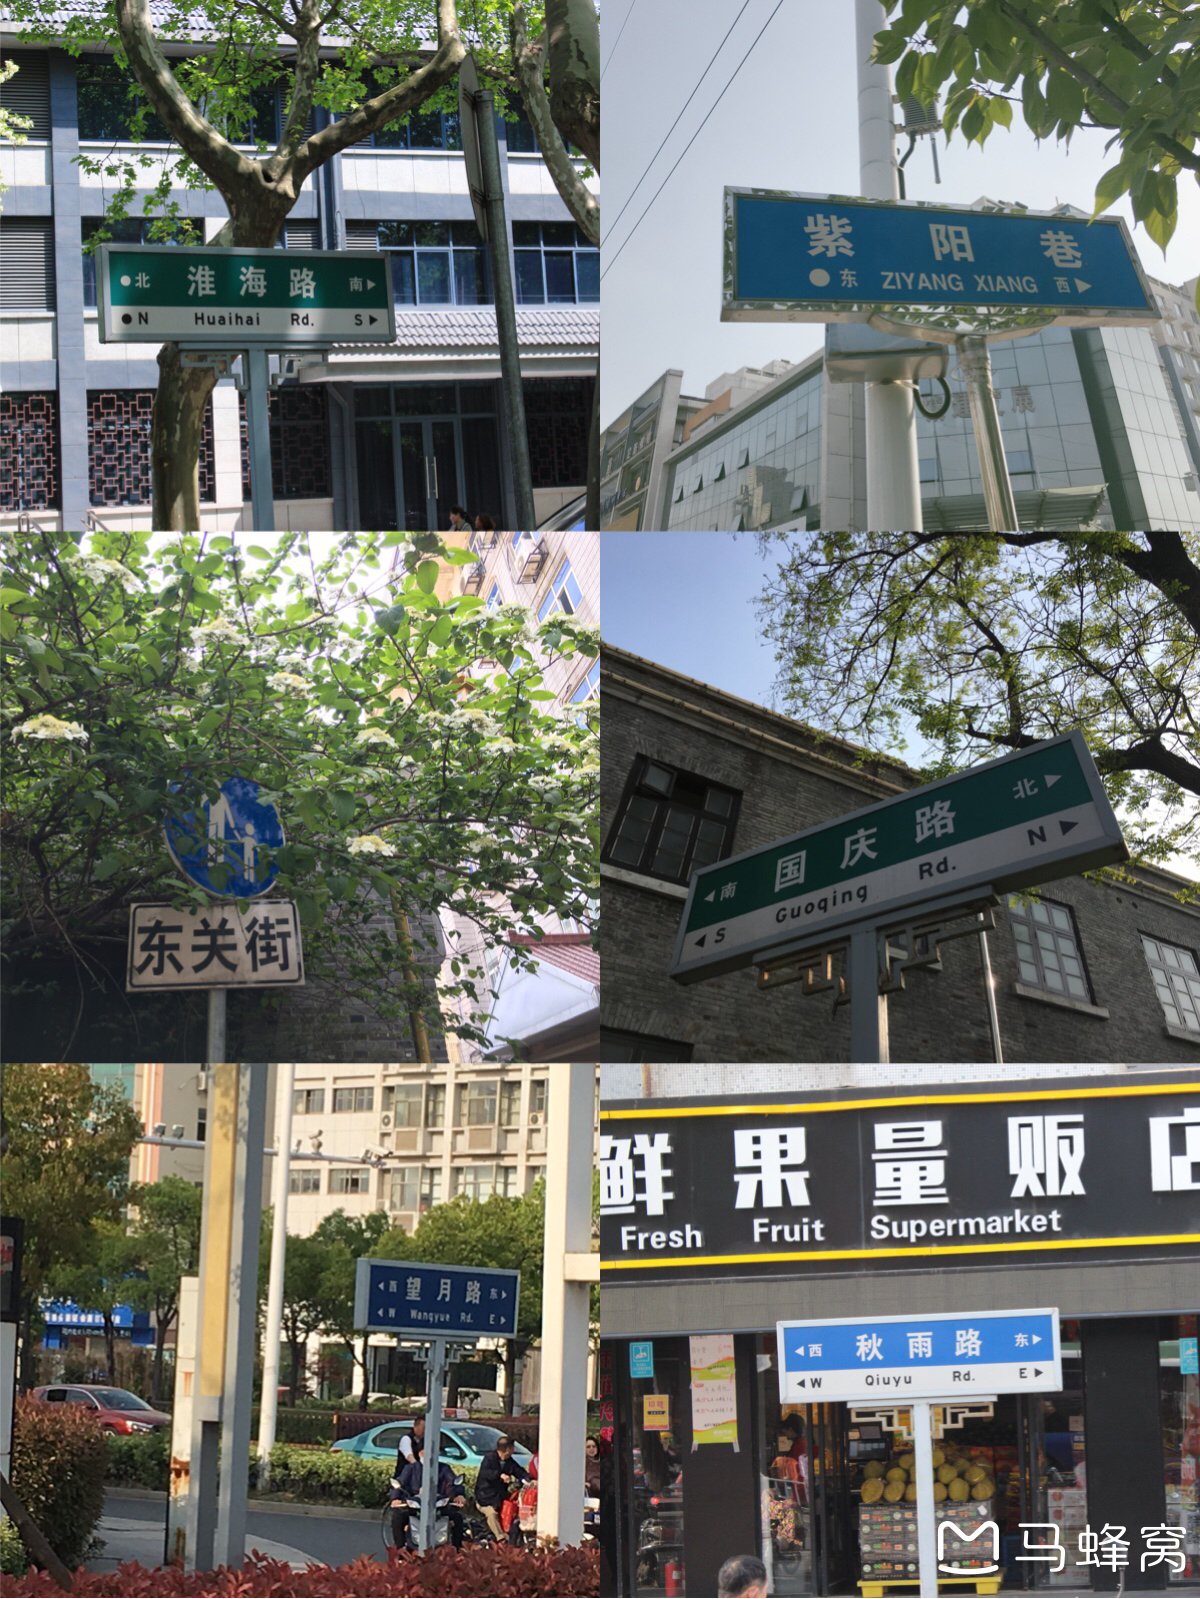 北 淮海路 南
N Huaihai Rd. S
紫阳巷
东 ZIYANG XIANG 西
东关街
南 国庆路 北
S Guoqing Rd. N
西 望月路 东
W Wangyue Rd. E
鲜果量贩店
Fresh Fruit Supermarket
西 秋雨路 东
W Qiuyu Rd. E
马蜂窝